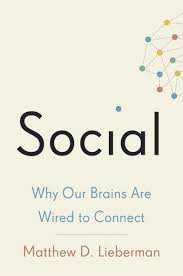 Social
Why Our Brains Are
Wired to Connect
Matthew D. Lieberman